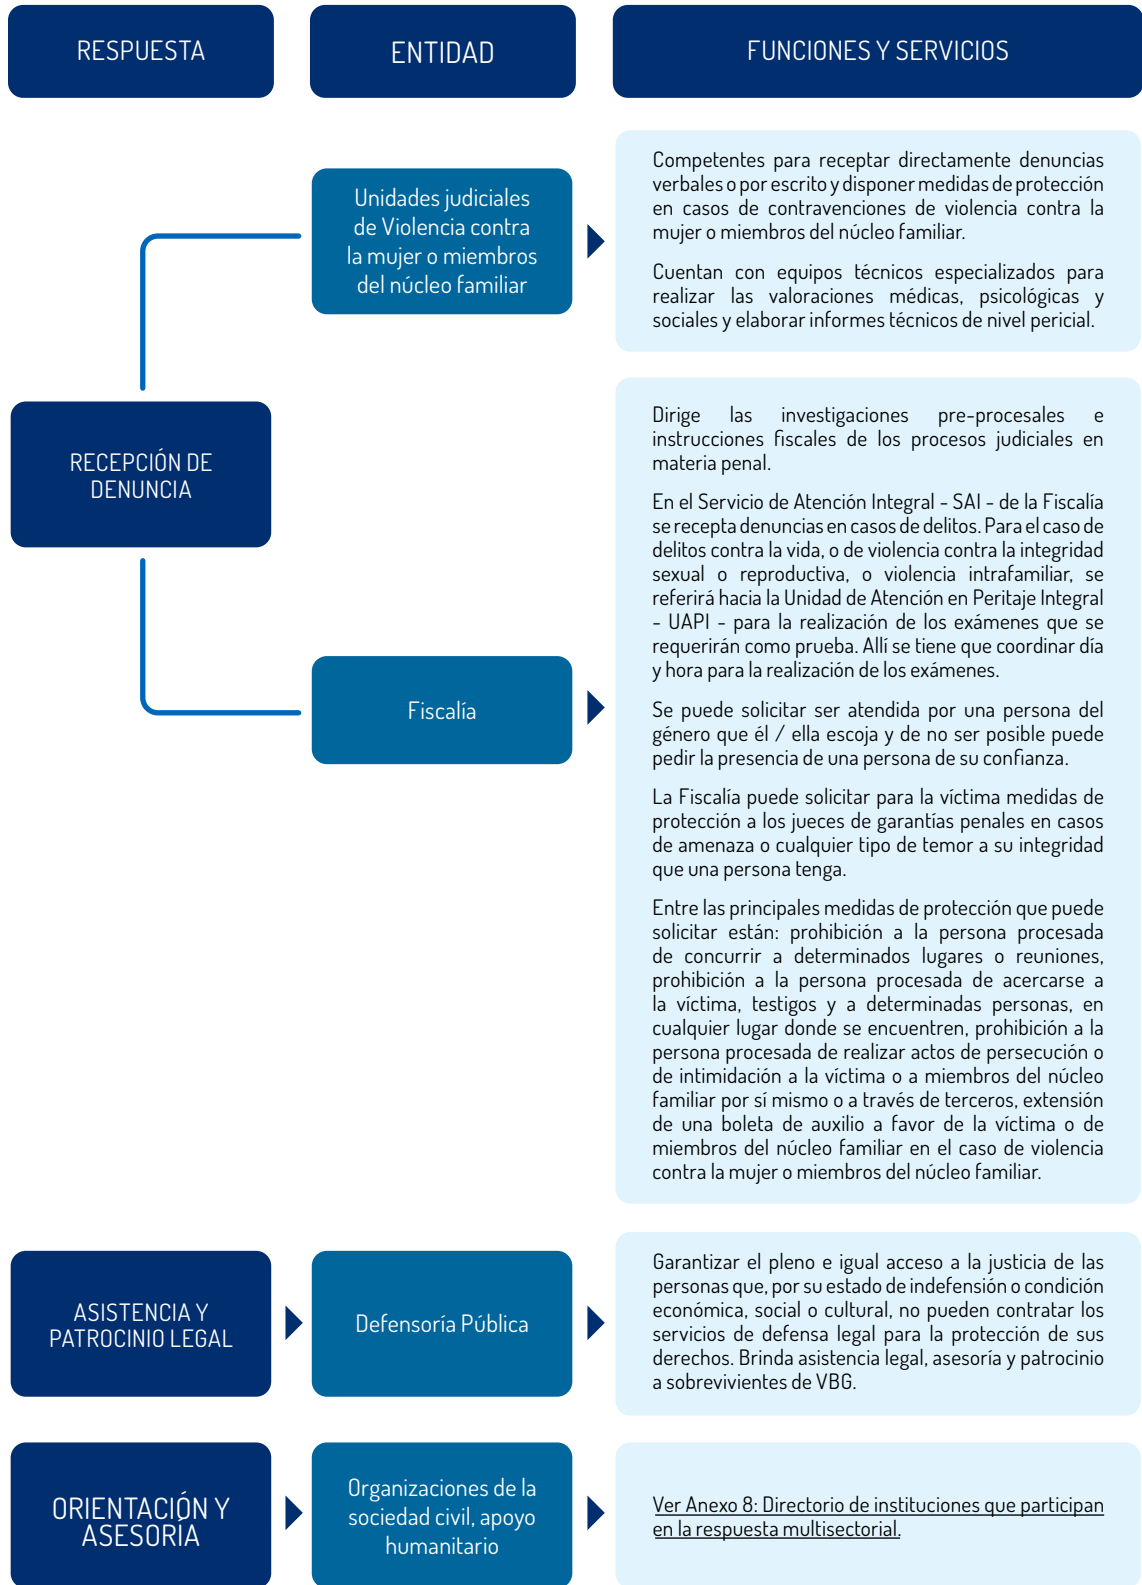 RESPUESTA
ENTIDAD
FUNCIONES Y SERVICIOS
RECEPCIÓN DE
DENUNCIA
Unidades judiciales
de Violencia contra
la mujer o miembros
del núcleo familiar
Competentes para receptar directamente denuncias
verbales o por escrito y disponer medidas de protección
en casos de contravenciones de violencia contra la
mujer o miembros del núcleo familiar.
Cuentan con equipos técnicos especializados para
realizar las valoraciones médicas, psicológicas y
sociales y elaborar informes técnicos de nivel pericial.
Fiscalía
Dirige las investigaciones pre-procesales e
instrucciones fiscales de los procesos judiciales en
materia penal.
En el Servicio de Atención Integral - SAI - de la Fiscalía
se recepta denuncias en casos de delitos. Para el caso de
delitos contra la vida, o de violencia contra la integridad
sexual o reproductiva, o violencia intrafamiliar, se
referirá hacia la Unidad de Atención en Peritaje Integral
- UAPI - para la realización de los exámenes que se
requerirán como prueba. Allí se tiene que coordinar día
y hora para la realización de los exámenes.
Se puede solicitar ser atendida por una persona del
género que él / ella escoja y de no ser posible puede
pedir la presencia de una persona de su confianza.
La Fiscalía puede solicitar para la víctima medidas de
protección a los jueces de garantías penales en casos
de amenaza o cualquier tipo de temor a su integridad
que una persona tenga.
Entre las principales medidas de protección que puede
solicitar están: prohibición a la persona procesada
de concurrir a determinados lugares o reuniones,
prohibición a la persona procesada de acercarse a
la víctima, testigos y a determinadas personas, en
cualquier lugar donde se encuentren, prohibición a la
persona procesada de realizar actos de persecución o
de intimidación a la víctima o a miembros del núcleo
familiar por sí mismo o a través de terceros, extensión
de una boleta de auxilio a favor de la víctima o de
miembros del núcleo familiar en el caso de violencia
contra la mujer o miembros del núcleo familiar.
ASISTENCIA Y
PATROCINIO LEGAL
Defensoría Pública
Garantizar el pleno e igual acceso a la justicia de las
personas que, por su estado de indefensión o condición
económica, social o cultural, no pueden contratar los
servicios de defensa legal para la protección de sus
derechos. Brinda asistencia legal, asesoría y patrocinio
a sobrevivientes de VBG.
ORIENTACIÓN Y
ASESORÍA
Organizaciones de la
sociedad civil, apoyo
humanitario
Ver Anexo 8: Directorio de instituciones que participan
en la respuesta multisectorial.